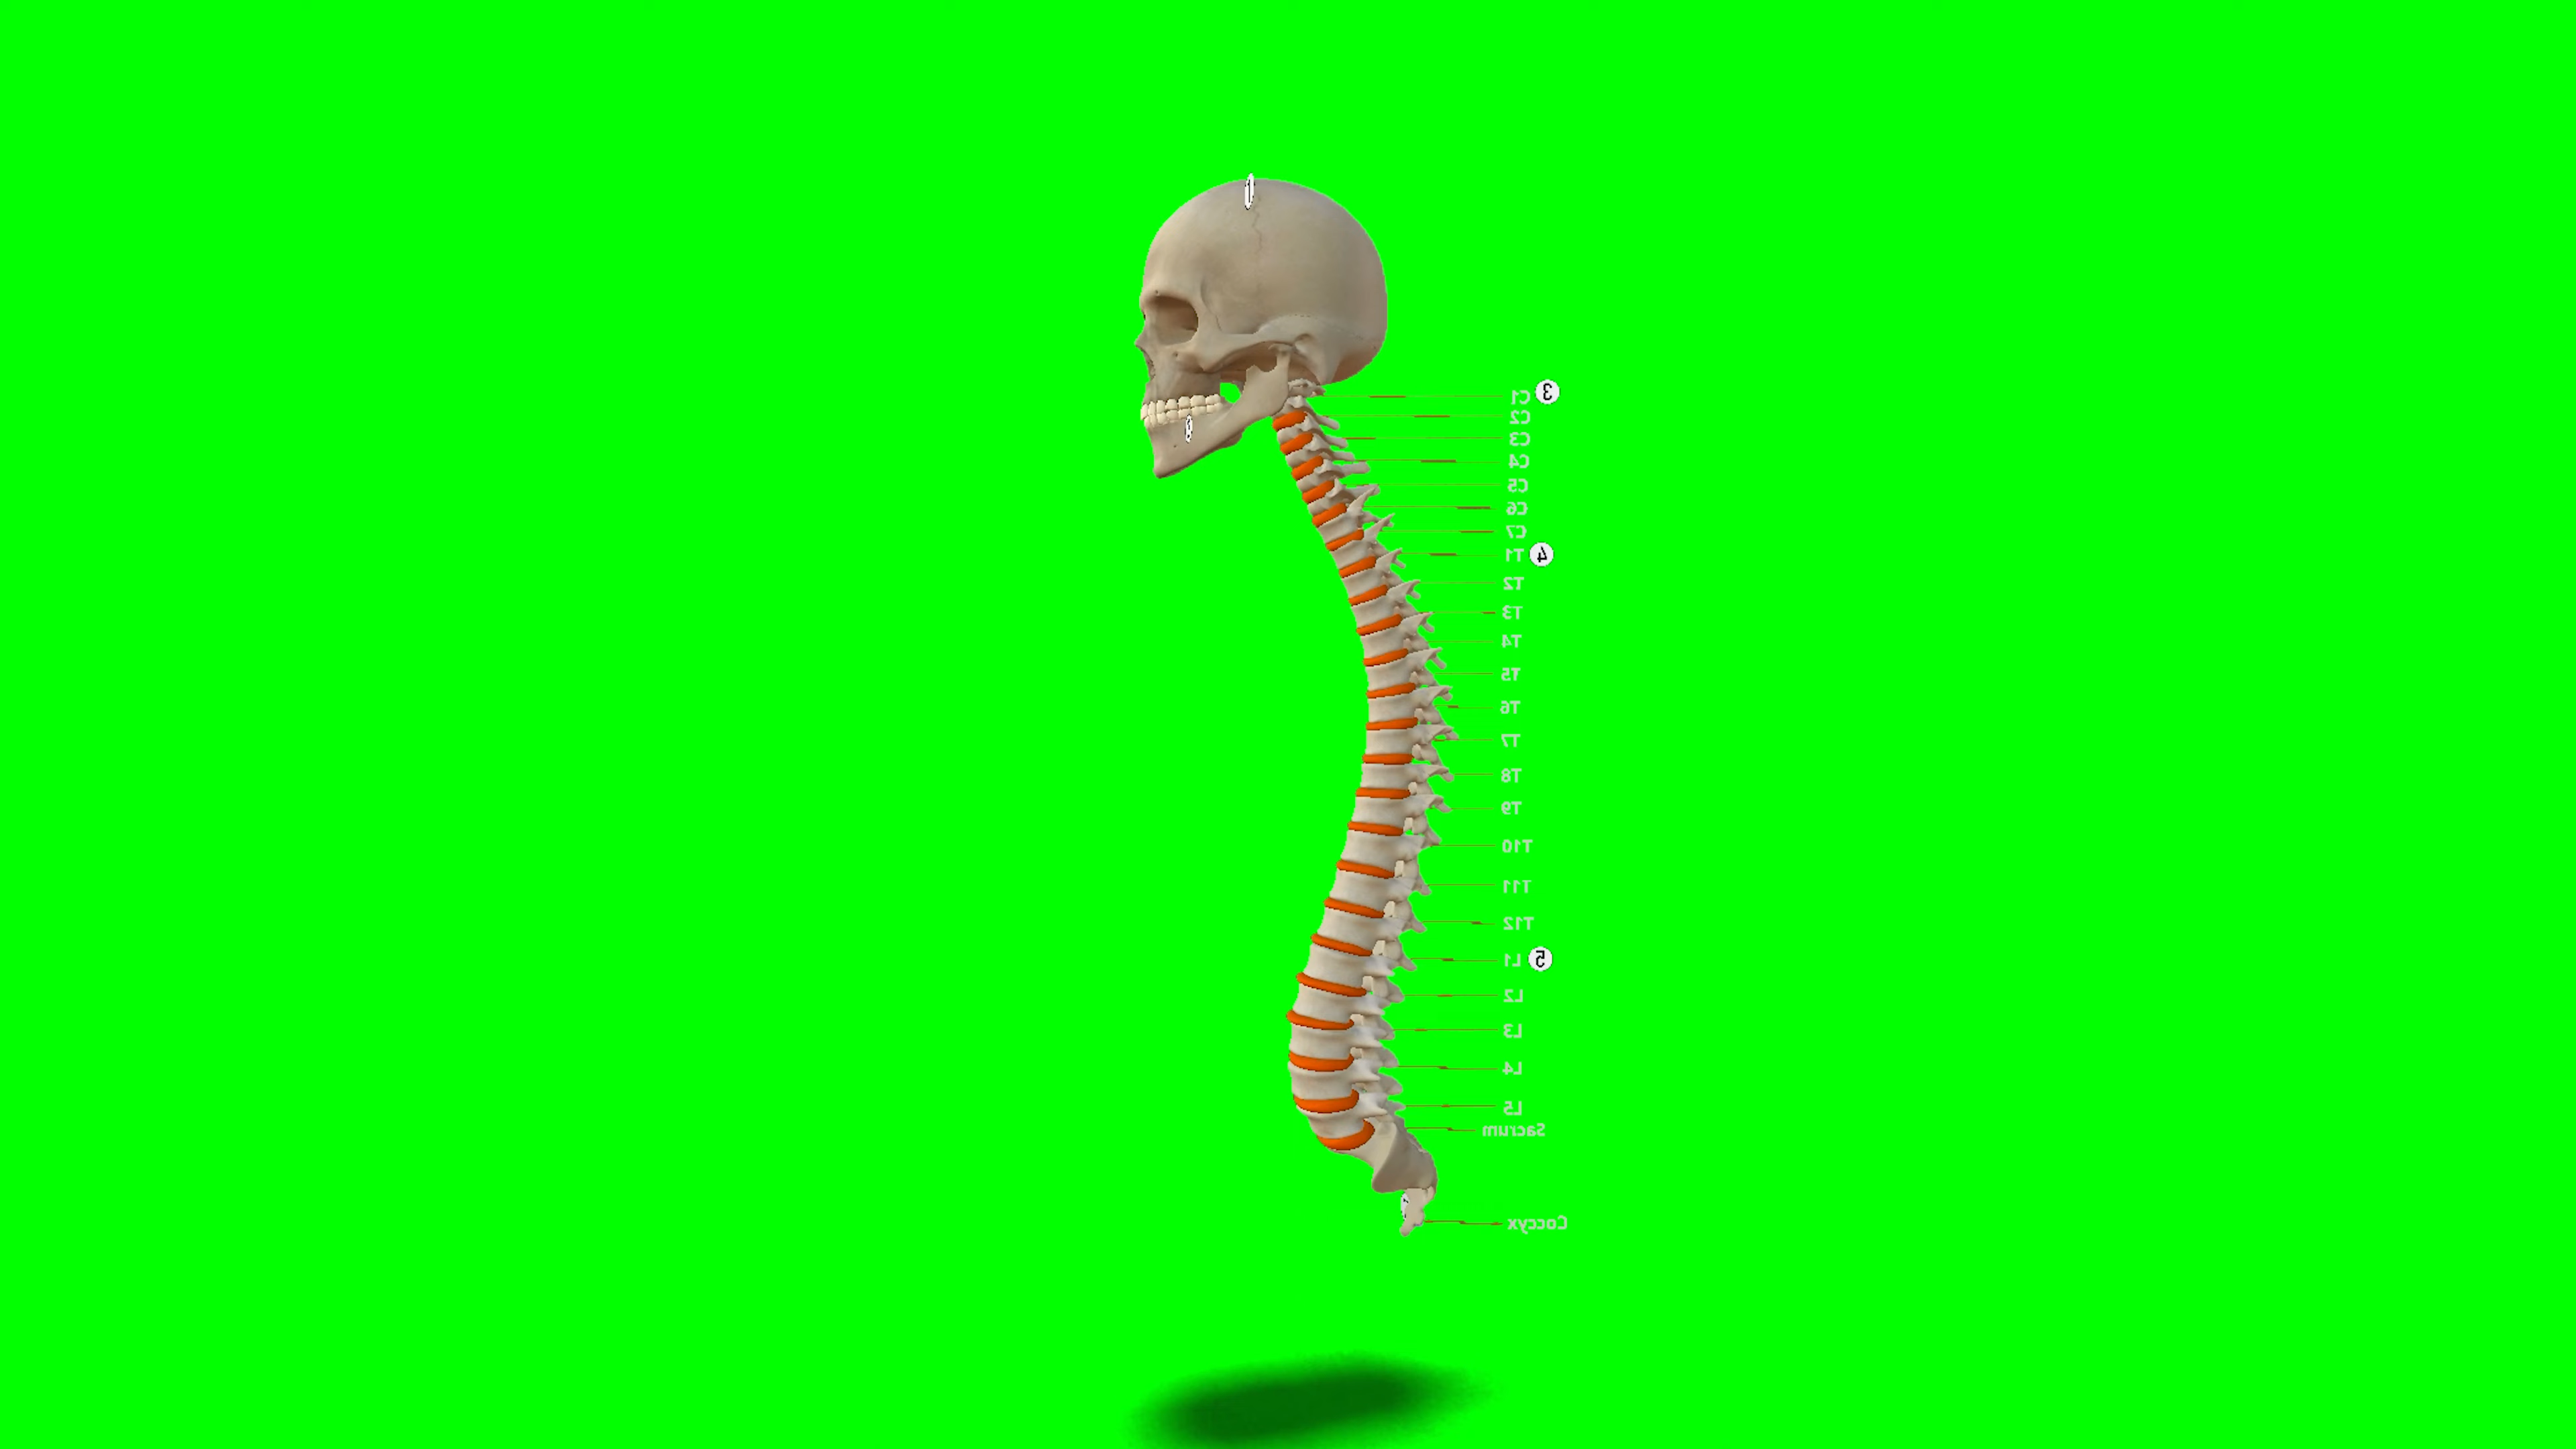 C1 3
C2
C3
C4
C5
C6
C7
T1 4
T2
T3
T4
T5
T6
T7
T8
T9
T10
T11
T12
L1 5
L2
L3
L4
L5
Sacrum
Coccyx